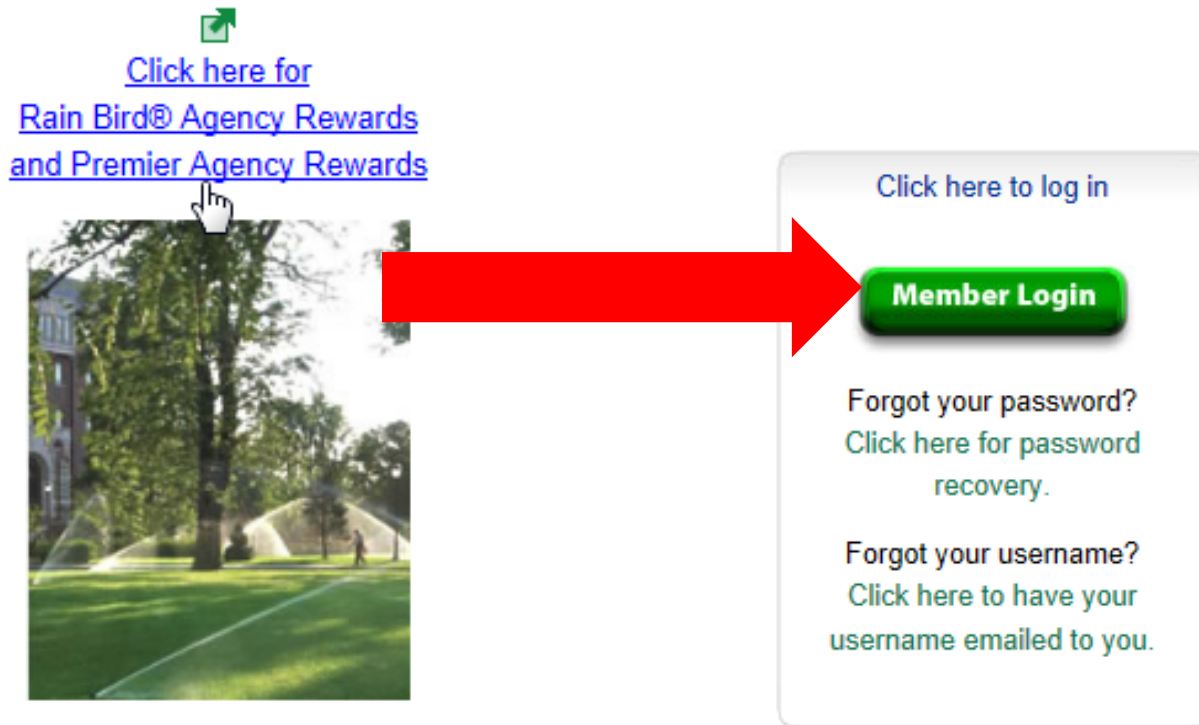 Click here for
Rain Bird® Agency Rewards
and Premier Agency Rewards
Click here to log in
Member Login
Forgot your password?
Click here for password
recovery.
Forgot your username?
Click here to have your
username emailed to you.